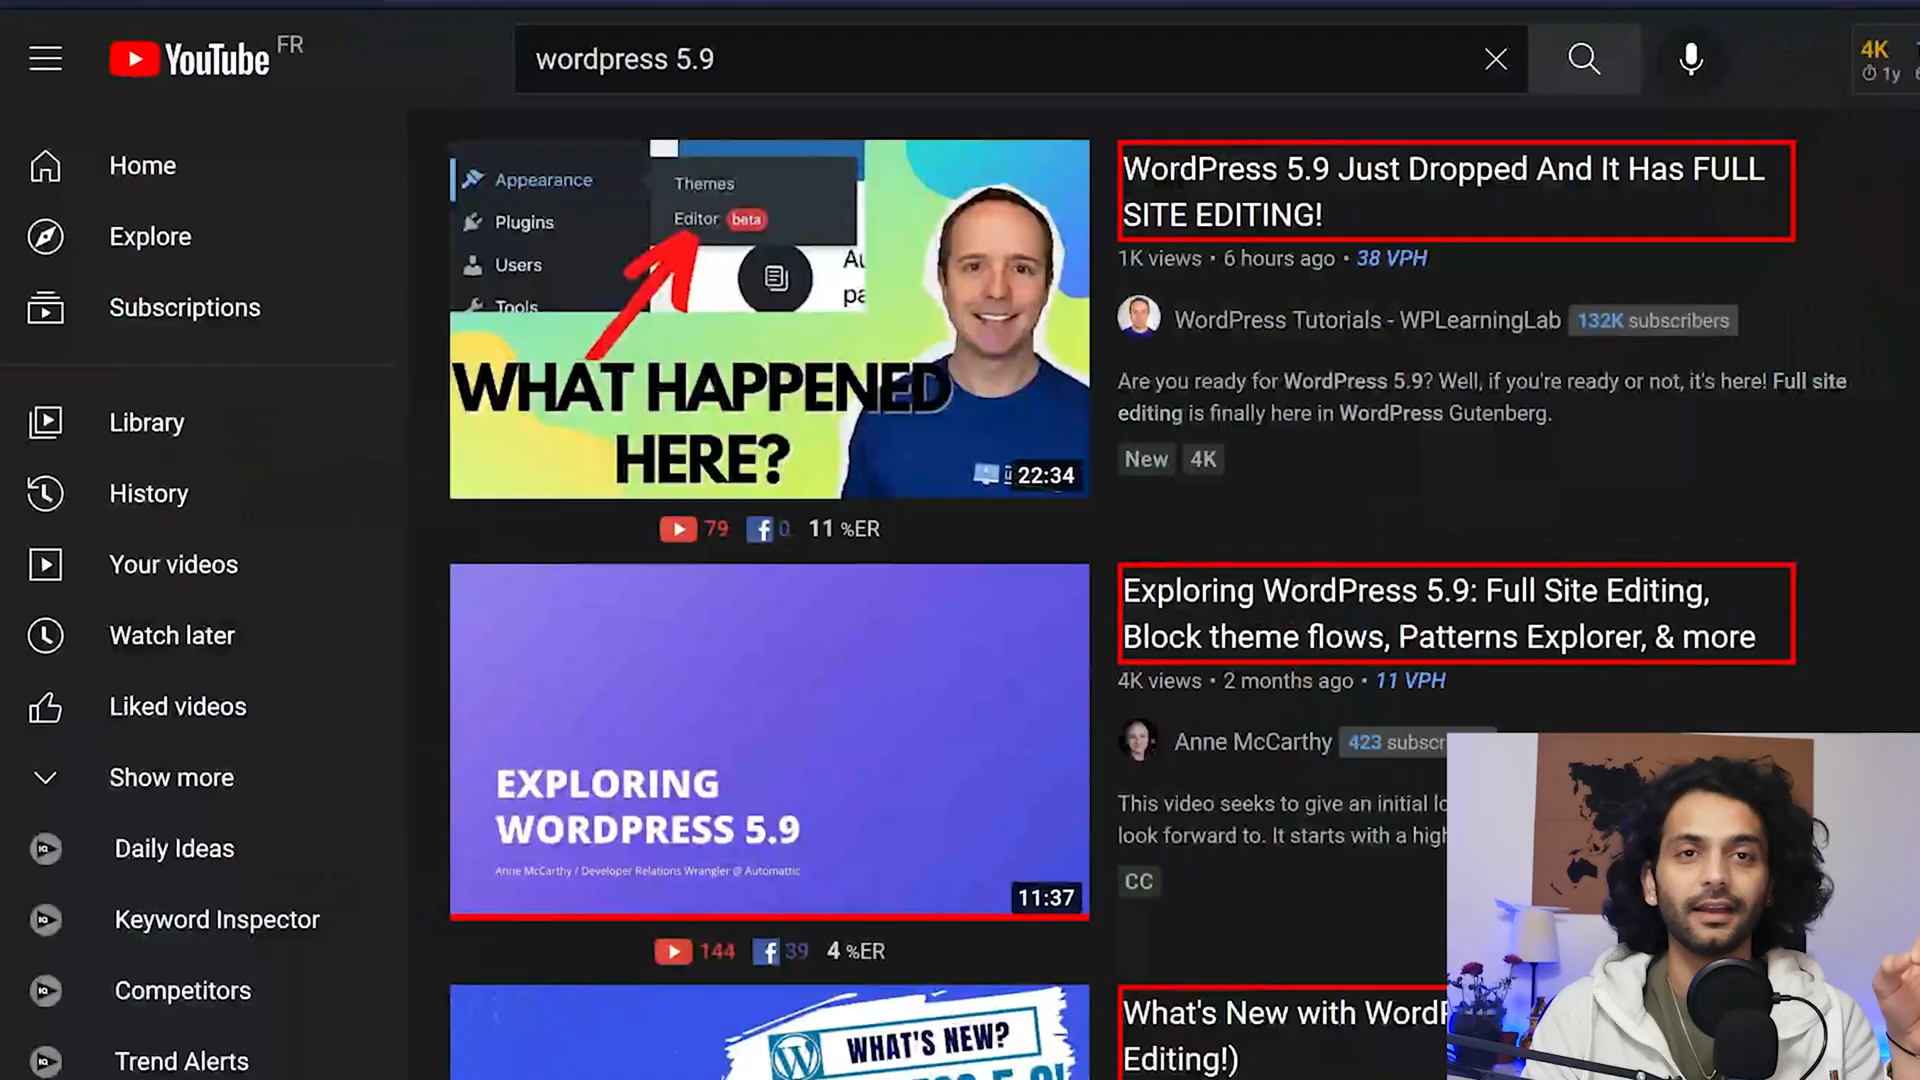 YouTube FR
wordpress 5.9
4K
1y
Home
Explore
Subscriptions
Library
History
Your videos
Watch later
Liked videos
Show more
Daily Ideas
Keyword Inspector
Competitors
Trend Alerts
Appearance
Plugins
Users
Tools
Themes
Editor beta
WHAT HAPPENED
HERE?
22:34
79 0 11 %ER
WordPress 5.9 Just Dropped And It Has FULL
SITE EDITING!
1K views • 6 hours ago • 38 VPH
WordPress Tutorials - WPLearningLab 132K subscribers
Are you ready for WordPress 5.9? Well, if you're ready or not, it's here! Full site
editing is finally here in WordPress Gutenberg.
New 4K
EXPLORING
WORDPRESS 5.9
Anne McCarthy / Developer Relations Wrangler @ Automattic
11:37
144 39 4 %ER
Exploring WordPress 5.9: Full Site Editing,
Block theme flows, Patterns Explorer, & more
4K views • 2 months ago • 11 VPH
Anne McCarthy 423 subscr
This video seeks to give an initial lo
look forward to. It starts with a high
CC
WHAT'S NEW?
What's New with WordP
Editing!)